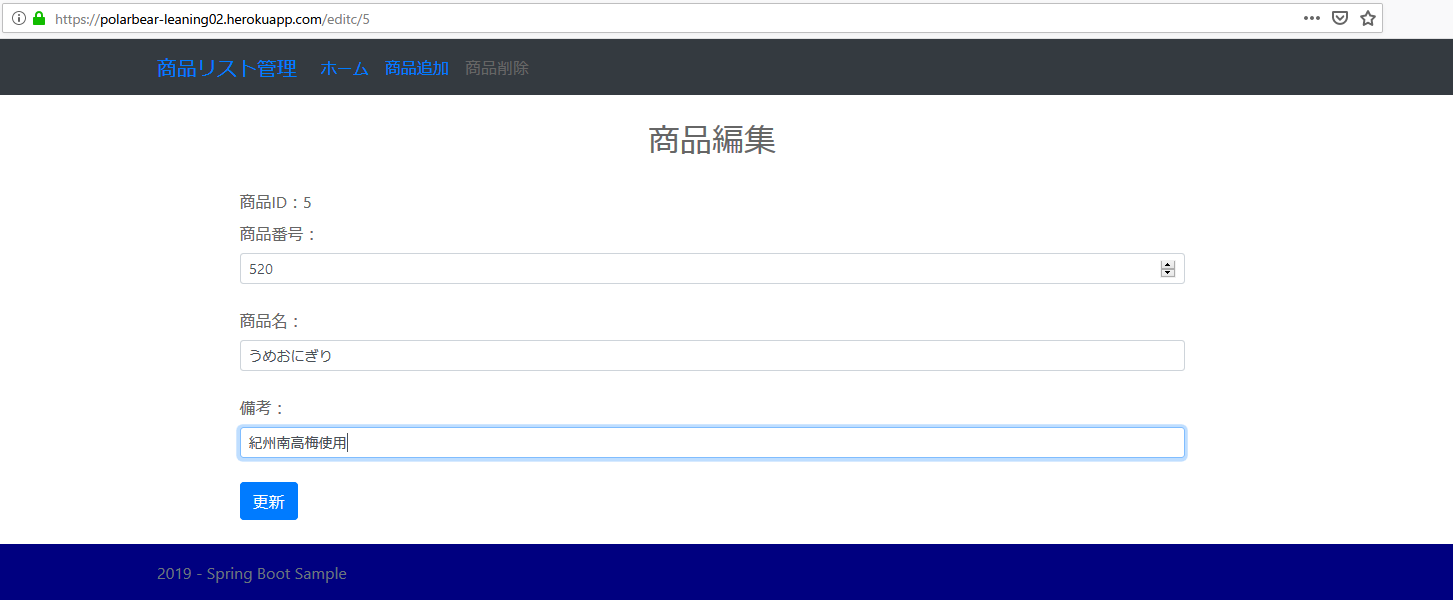 https://polarbear-leaning02.herokuapp.com/editc/5
商品リスト管理 ホーム 商品追加 商品削除
商品編集
商品ID：5
商品番号：
520
商品名：
うめおにぎり
備考：
紀州南高梅使用
更新
2019 - Spring Boot Sample